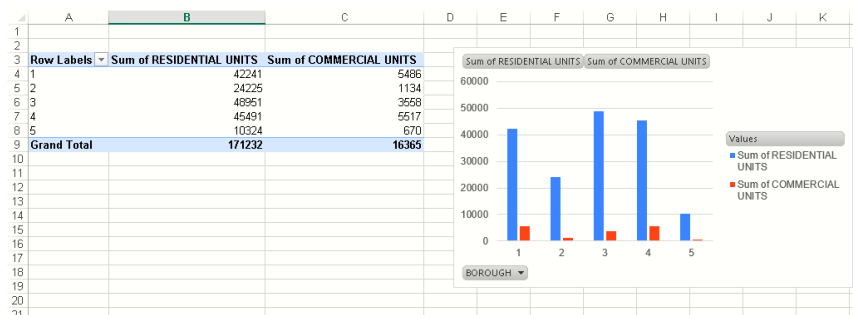 A B C D E F G H I J K
1
2
3 Row Labels Sum of RESIDENTIAL UNITS Sum of COMMERCIAL UNITS
4 1 42241 5486
5 2 24225 1134
6 3 48951 3558
7 4 45491 5517
8 5 10324 670
9 Grand Total 171232 16365
10
11
12
13
14
15
16
17
18
19
20
21
Sum of RESIDENTIAL UNITS Sum of COMMERCIAL UNITS
60000
50000
40000
30000
20000
10000
0
1 2 3 4 5
Values
Sum of RESIDENTIAL
UNITS
Sum of COMMERCIAL
UNITS
BOROUGH